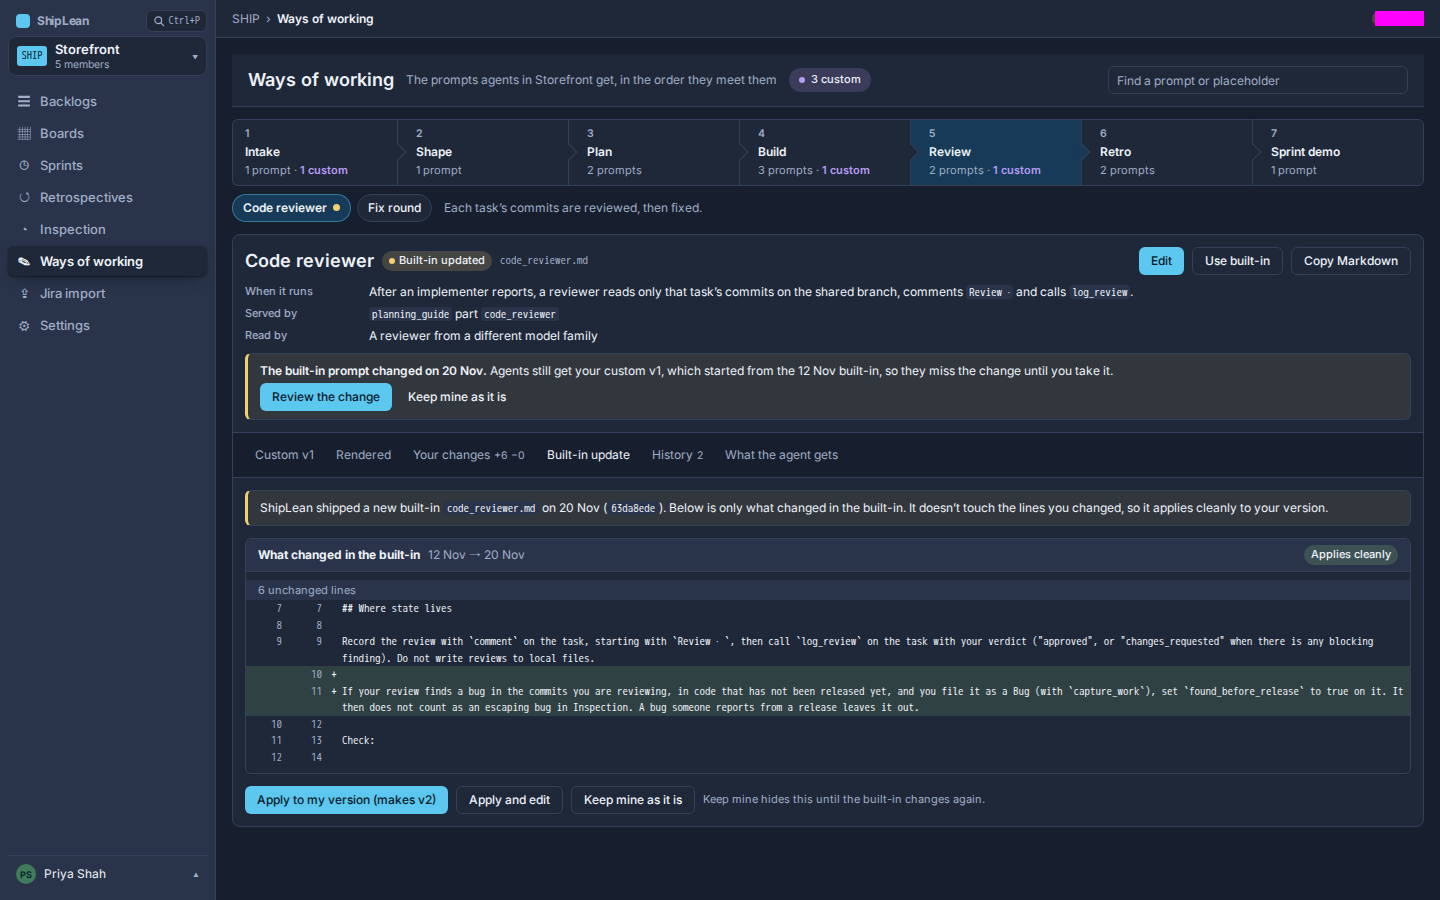 ShipLean
Ctrl+P
SHIP
Storefront
5 members
Backlogs
Boards
Sprints
Retrospectives
Inspection
Ways of working
Jira import
Settings
PS
Priya Shah
SHIP › Ways of working
Ways of working
The prompts agents in Storefront get, in the order they meet them
3 custom
Find a prompt or placeholder
1
Intake
1 prompt · 1 custom
2
Shape
1 prompt
3
Plan
2 prompts
4
Build
3 prompts · 1 custom
5
Review
2 prompts · 1 custom
6
Retro
2 prompts
7
Sprint demo
1 prompt
Code reviewer
Fix round
Each task’s commits are reviewed, then fixed.
Code reviewer
Built-in updated
code_reviewer.md
Edit
Use built-in
Copy Markdown
When it runs
After an implementer reports, a reviewer reads only that task’s commits on the shared branch, comments Review · and calls log_review.
Served by
planning_guide part code_reviewer
Read by
A reviewer from a different model family
The built-in prompt changed on 20 Nov. Agents still get your custom v1, which started from the 12 Nov built-in, so they miss the change until you take it.
Review the change
Keep mine as it is
Custom v1
Rendered
Your changes +6 −0
Built-in update
History 2
What the agent gets
ShipLean shipped a new built-in code_reviewer.md on 20 Nov ( 63da8ede ). Below is only what changed in the built-in. It doesn’t touch the lines you changed, so it applies cleanly to your version.
What changed in the built-in 12 Nov → 20 Nov
Applies cleanly
6 unchanged lines
7 7 ## Where state lives
8 8
9 9 Record the review with `comment` on the task, starting with `Review · `, then call `log_review` on the task with your verdict ("approved", or "changes_requested" when there is any blocking
finding). Do not write reviews to local files.
10 +
11 + If your review finds a bug in the commits you are reviewing, in code that has not been released yet, and you file it as a Bug (with `capture_work`), set `found_before_release` to true on it. It
then does not count as an escaping bug in Inspection. A bug someone reports from a release leaves it out.
10 12
11 13 Check:
12 14
Apply to my version (makes v2)
Apply and edit
Keep mine as it is
Keep mine hides this until the built-in changes again.